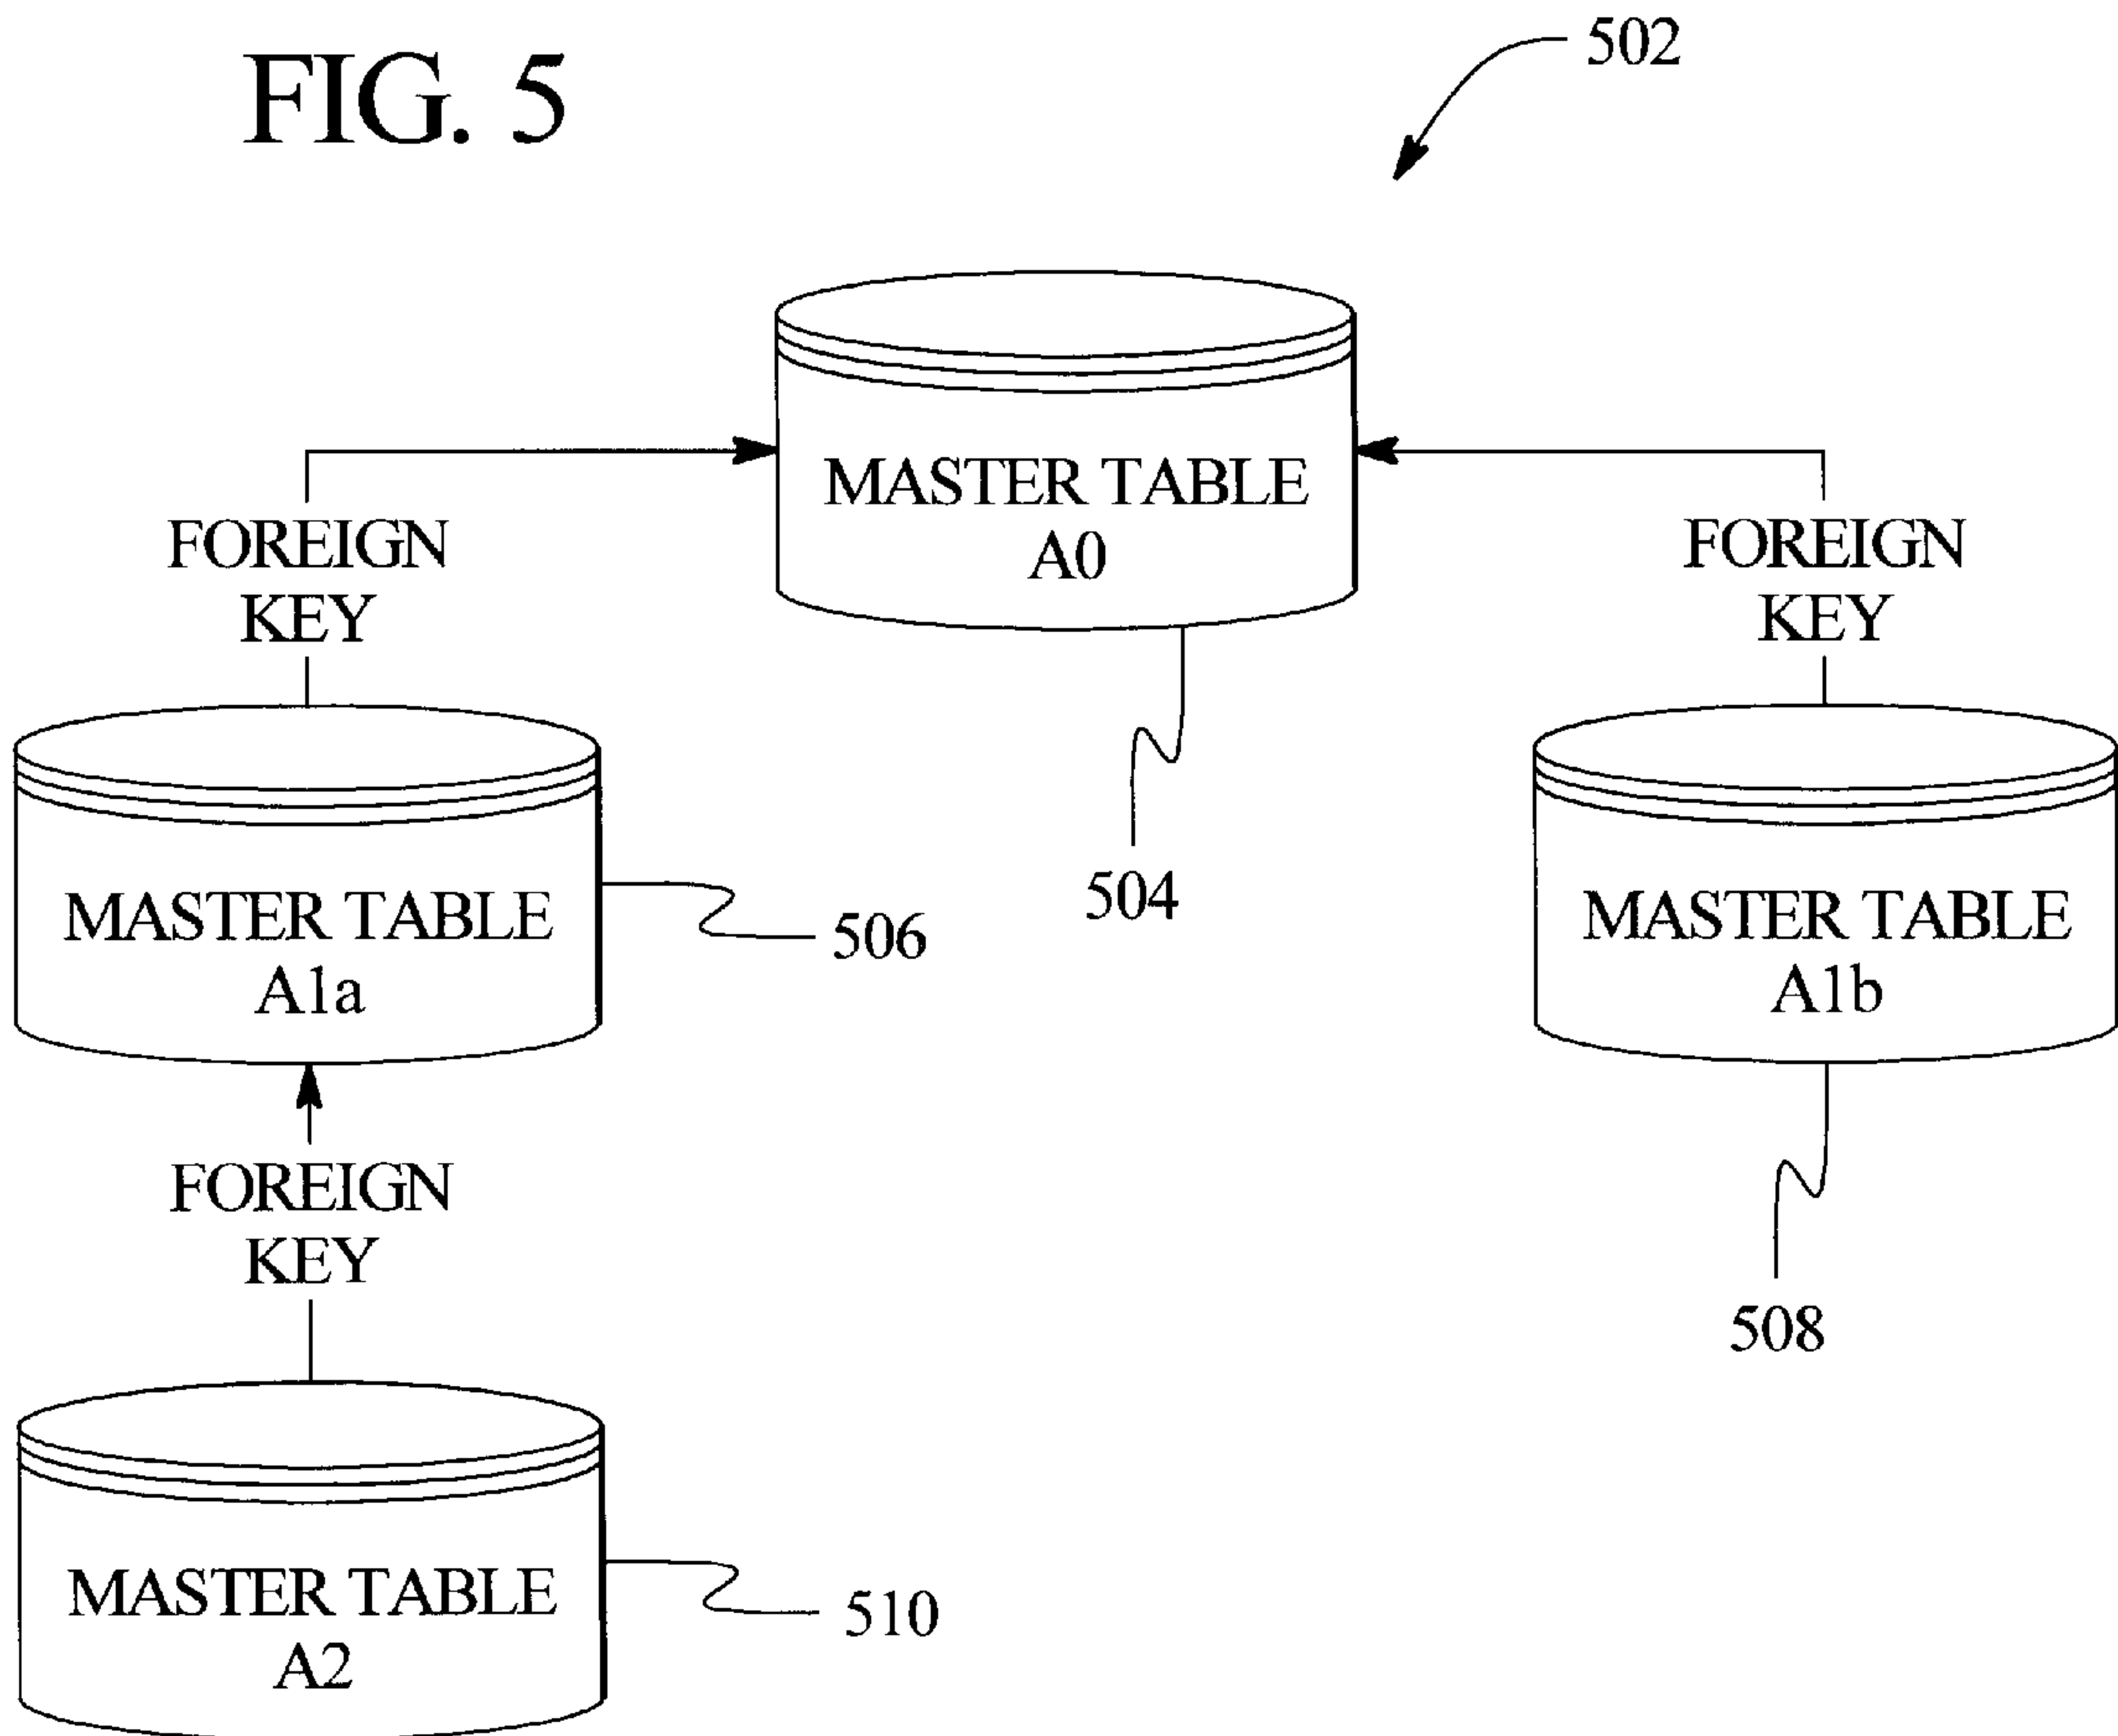 FIG. 5
502
MASTER TABLE
A0
FOREIGN
KEY
FOREIGN
KEY
504
MASTER TABLE
A1a
506
MASTER TABLE
A1b
508
FOREIGN
KEY
MASTER TABLE
A2
510